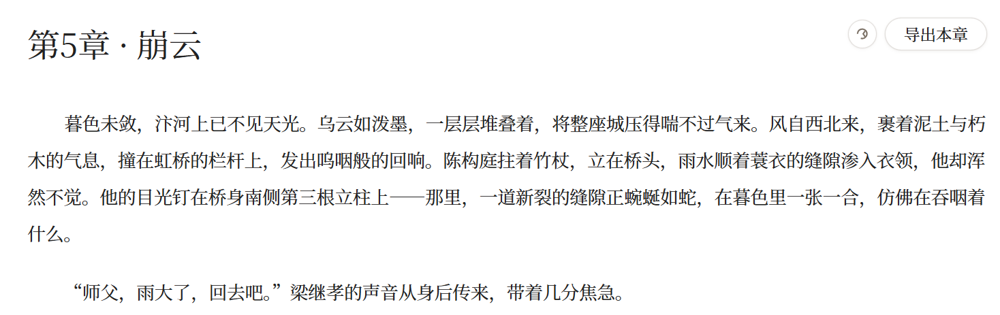 第5章 · 崩云
导出本章
暮色未敛，汴河上已不见天光。乌云如泼墨，一层层堆叠着，将整座城压得喘不过气来。风自西北来，裹着泥土与朽
木的气息，撞在虹桥的栏杆上，发出呜咽般的回响。陈构庭拄着竹杖，立在桥头，雨水顺着蓑衣的缝隙渗入衣领，他却浑
然不觉。他的目光钉在桥身南侧第三根立柱上——那里，一道新裂的缝隙正蜿蜒如蛇，在暮色里一张一合，仿佛在吞咽着
什么。
“师父，雨大了，回去吧。”梁继孝的声音从身后传来，带着几分焦急。